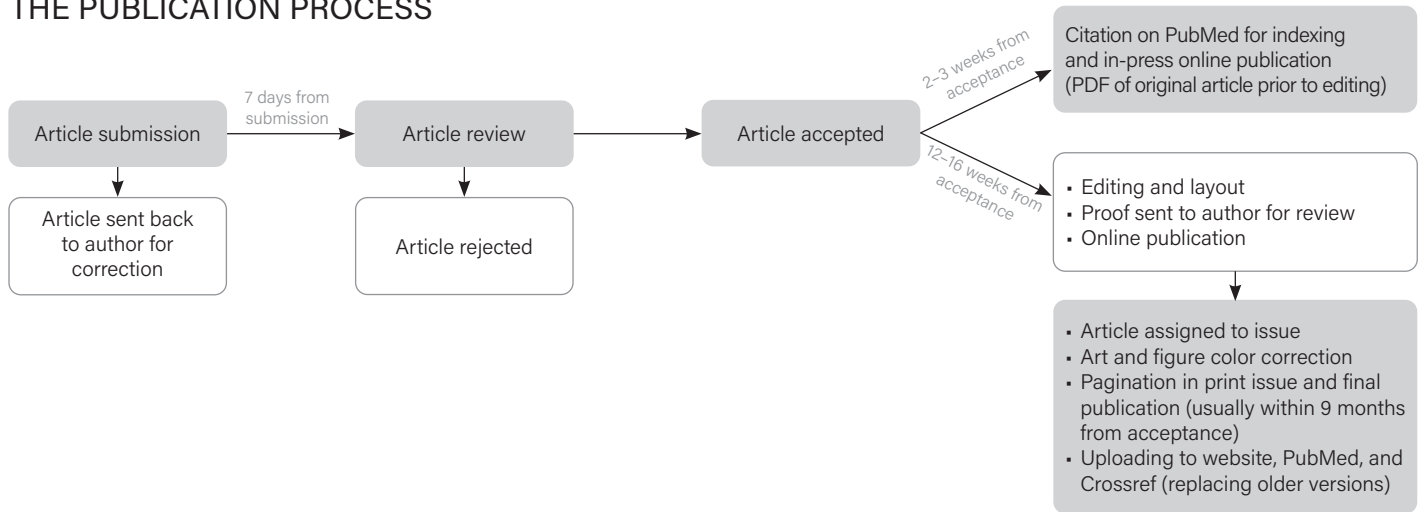 THE PUBLICATION PROCESS
Article submission
7 days from
submission
Article review
Article accepted
Article sent back
to author for
correction
Article rejected
2–3 weeks from
acceptance
Citation on PubMed for indexing
and in-press online publication
(PDF of original article prior to editing)
12–16 weeks from
acceptance
▪ Editing and layout
▪ Proof sent to author for review
▪ Online publication
▪ Article assigned to issue
▪ Art and figure color correction
▪ Pagination in print issue and final
publication (usually within 9 months
from acceptance)
▪ Uploading to website, PubMed, and
Crossref (replacing older versions)